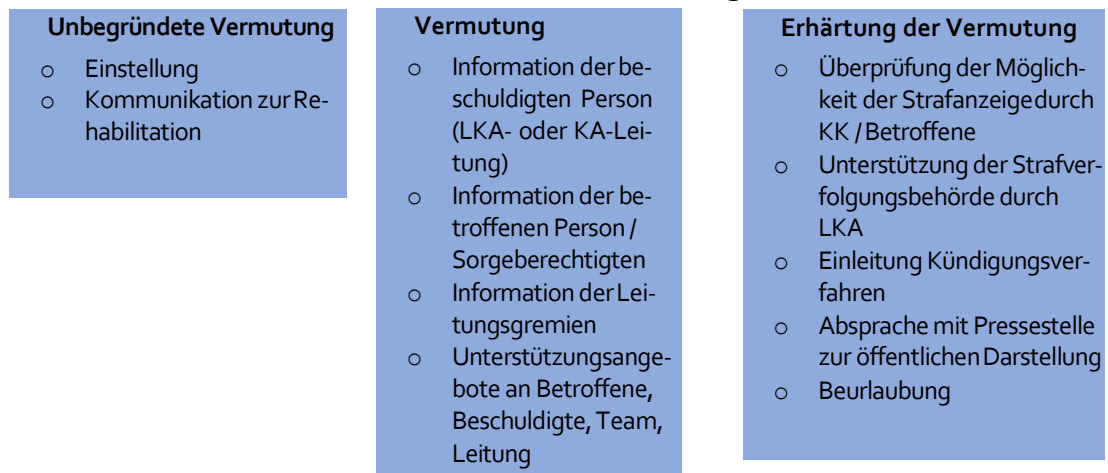 Unbegründete Vermutung
o Einstellung
o Kommunikation zur Re-
habilitation
Vermutung
o Information der be-
schuldigten Person
(LKA- oder KA-Lei-
tung)
o Information der be-
troffenen Person /
Sorgeberechtigten
o Information der Lei-
tungsgremien
o Unterstützungsange-
bote an Betroffene,
Beschuldigte, Team,
Leitung
Erhärtung der Vermutung
o Überprüfung der Möglich-
keit der Strafanzeige durch
KK / Betroffene
o Unterstützung der Strafver-
folgungsbehörde durch
LKA
o Einleitung Kündigungsver-
fahren
o Absprache mit Pressestelle
zur öffentlichen Darstellung
o Beurlaubung